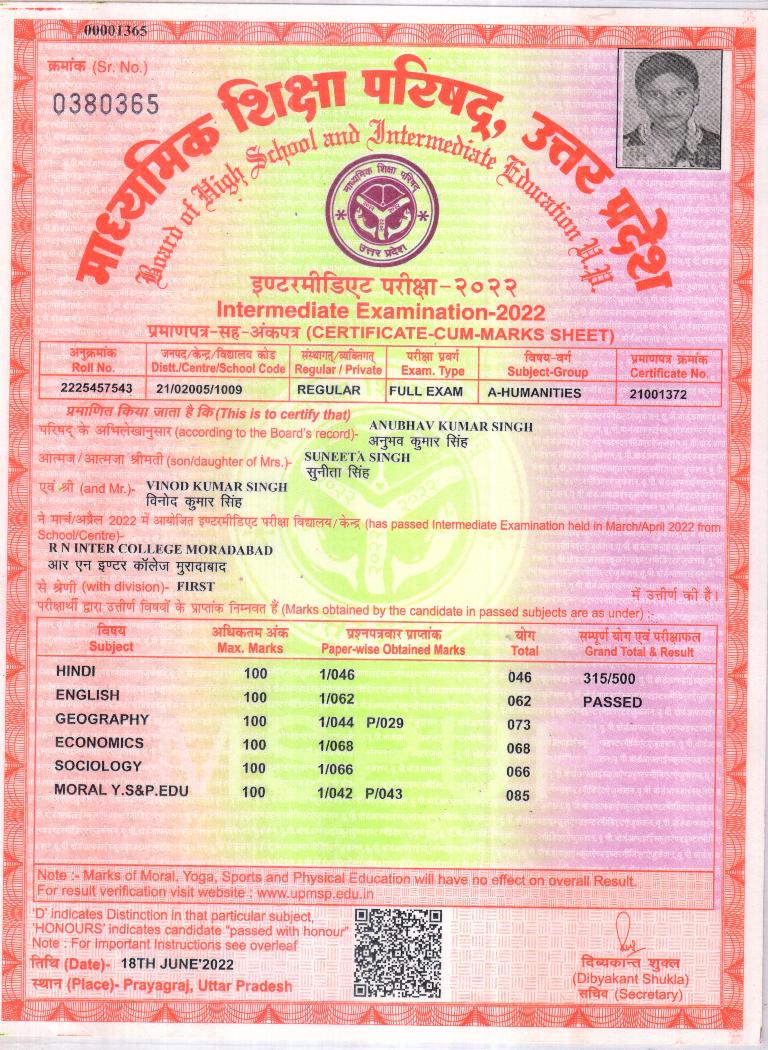 00001365
क्रमांक (Sr. No.)
0380365
माध्यमिक शिक्षा परिषद्, उत्तर प्रदेश
Board of High School and Intermediate Education U.P.
माध्यमिक शिक्षा परिषद्
उत्तर प्रदेश
इण्टरमीडिएट परीक्षा-२०२२
Intermediate Examination-2022
प्रमाणपत्र-सह-अंकपत्र (CERTIFICATE-CUM-MARKS SHEET)
अनुक्रमांक जनपद/केन्द्र/विद्यालय कोड संस्थागत्/व्यक्तिगत् परीक्षा प्रवर्ग विषय-वर्ग प्रमाणपत्र क्रमांक
Roll No. Distt./Centre/School Code Regular / Private Exam. Type Subject-Group Certificate No.
2225457543 21/02005/1009 REGULAR FULL EXAM A-HUMANITIES 21001372
प्रमाणित किया जाता है कि (This is to certify that)
परिषद् के अभिलेखानुसार (according to the Board's record)- ANUBHAV KUMAR SINGH
अनुभव कुमार सिंह
आत्मज/आत्मजा श्रीमती (son/daughter of Mrs.)- SUNEETA SINGH
सुनीता सिंह
एवं श्री (and Mr.)- VINOD KUMAR SINGH
विनोद कुमार सिंह
ने मार्च/अप्रैल 2022 में आयोजित इण्टरमीडिएट परीक्षा विद्यालय/केन्द्र (has passed Intermediate Examination held in March/April 2022 from
School/Centre)-
R N INTER COLLEGE MORADABAD
आर एन इण्टर कॉलेज मुरादाबाद
से श्रेणी (with division)- FIRST में उत्तीर्ण की है।
परीक्षार्थी द्वारा उत्तीर्ण विषयों के प्राप्तांक निम्नवत हैं (Marks obtained by the candidate in passed subjects are as under) :-
विषय अधिकतम अंक प्रश्नपत्रवार प्राप्तांक योग सम्पूर्ण योग एवं परीक्षाफल
Subject Max. Marks Paper-wise Obtained Marks Total Grand Total & Result
HINDI 100 1/046 046 315/500
ENGLISH 100 1/062 062 PASSED
GEOGRAPHY 100 1/044 P/029 073
ECONOMICS 100 1/068 068
SOCIOLOGY 100 1/066 066
MORAL Y.S&P.EDU 100 1/042 P/043 085
Note :- Marks of Moral, Yoga, Sports and Physical Education will have no effect on overall Result.
For result verification visit website : www.upmsp.edu.in
'D' indicates Distinction in that particular subject,
'HONOURS' indicates candidate "passed with honour"
Note : For Important Instructions see overleaf
तिथि (Date)- 18TH JUNE'2022
स्थान (Place)- Prayagraj, Uttar Pradesh
दिव्यकान्त शुक्ल
(Dibyakant Shukla)
सचिव (Secretary)